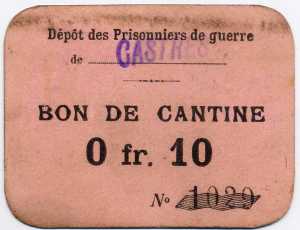 Dépôt des Prisonniers de guerre
de CASTRES
BON DE CANTINE
0 fr. 10
No 1029